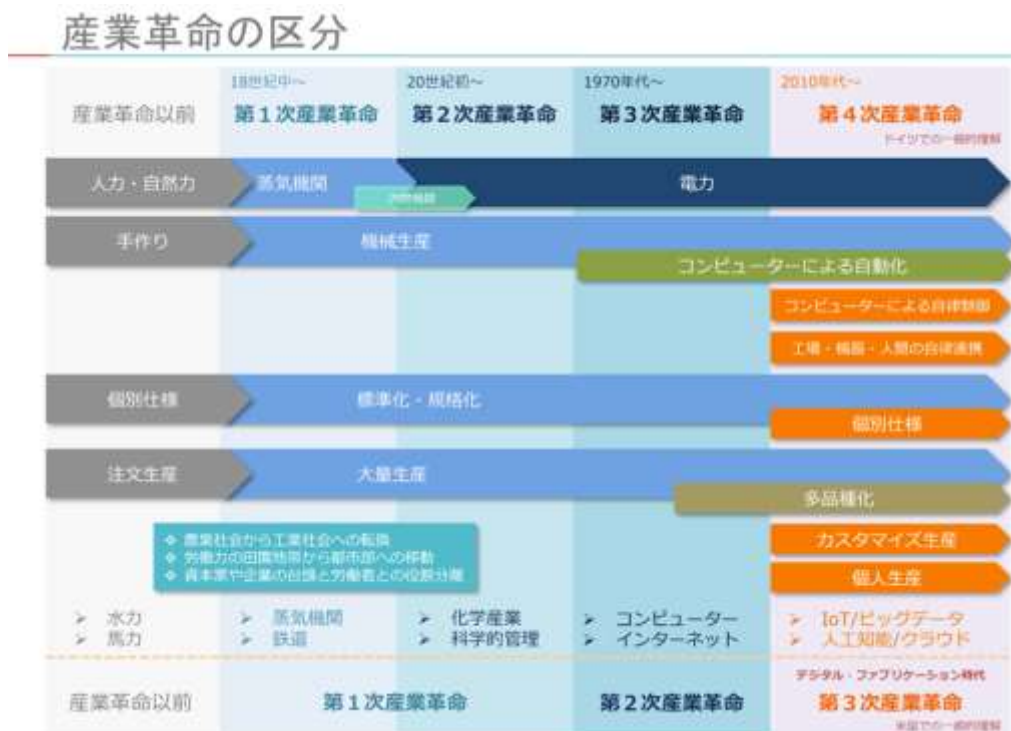 産業革命の区分
産業革命以前
18世紀中～
第1次産業革命
20世紀初～
第2次産業革命
1970年代～
第3次産業革命
2010年代～
第4次産業革命
ドイツでの一般的理解
人力・自然力
蒸気機関
電力
手作り
機械生産
コンピューターによる自動化
コンピューターによる自律制御
工場・機器・人間の自律連携
個別仕様
標準化・規格化
個別仕様
注文生産
大量生産
多品種化
❖ 農業社会から工業社会への転換
❖ 労働力の田園地帯から都市部への移動
❖ 資本家や企業の台頭と労働者との役割分離
カスタマイズ生産
個人生産
➢ 水力
➢ 馬力
➢ 蒸気機関
➢ 鉄道
➢ 化学産業
➢ 科学的管理
➢ コンピューター
➢ インターネット
➢ IoT/ビッグデータ
➢ 人工知能/クラウド
産業革命以前
第1次産業革命
第2次産業革命
デジタル・ファブリケーション時代
第3次産業革命
米国での一般的理解